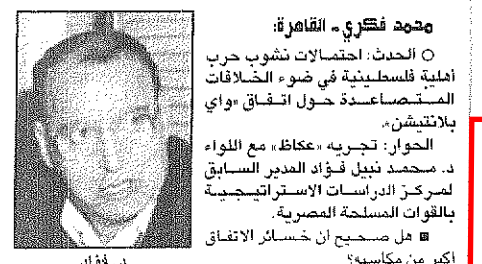 محمد فكري ـ القاهرة:
○ الحدث: احتمالات نشوب حرب
أهلية فلسطينية في ضوء الخلافات
المتصاعدة حول اتفاق «واي
بلانتيشن».
الحوار: تجريه «عكاظ» مع اللواء
د. محمد نبيل فؤاد المدير السابق
لمركز الدراسات الاستراتيجية
بالقوات المسلحة المصرية.
■ هل صحيح ان خسائر الاتفاق
اكبر من مكاسبه؟
د. فؤاد